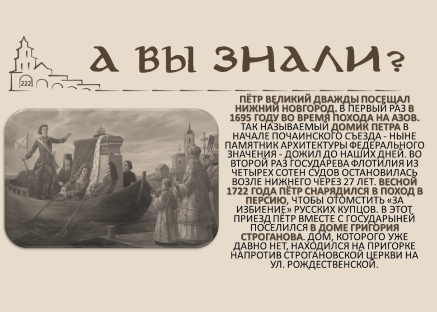 А ВЫ ЗНАЛИ?
222
ПЁТР ВЕЛИКИЙ ДВАЖДЫ ПОСЕЩАЛ
НИЖНИЙ НОВГОРОД. В ПЕРВЫЙ РАЗ В
1695 ГОДУ ВО ВРЕМЯ ПОХОДА НА АЗОВ.
ТАК НАЗЫВАЕМЫЙ ДОМИК ПЕТРА В
НАЧАЛЕ ПОЧАИНСКОГО СЪЕЗДА - НЫНЕ
ПАМЯТНИК АРХИТЕКТУРЫ ФЕДЕРАЛЬНОГО
ЗНАЧЕНИЯ - ДОЖИЛ ДО НАШИХ ДНЕЙ. ВО
ВТОРОЙ РАЗ ГОСУДАРЕВА ФЛОТИЛИЯ ИЗ
ЧЕТЫРЕХ СОТЕН СУДОВ ОСТАНОВИЛАСЬ
ВОЗЛЕ НИЖНЕГО ЧЕРЕЗ 27 ЛЕТ. ВЕСНОЙ
1722 ГОДА ПЁТР СНАРЯДИЛСЯ В ПОХОД В
ПЕРСИЮ, ЧТОБЫ ОТОМСТИТЬ «ЗА
ИЗБИЕНИЕ» РУССКИХ КУПЦОВ. В ЭТОТ
ПРИЕЗД ПЁТР ВМЕСТЕ С ГОСУДАРЫНЕЙ
ПОСЕЛИЛСЯ В ДОМЕ ГРИГОРИЯ
СТРОГАНОВА. ДОМ, КОТОРОГО УЖЕ
ДАВНО НЕТ, НАХОДИЛСЯ НА ПРИГОРКЕ
НАПРОТИВ СТРОГАНОВСКОЙ ЦЕРКВИ НА
УЛ. РОЖДЕСТВЕНСКОЙ.